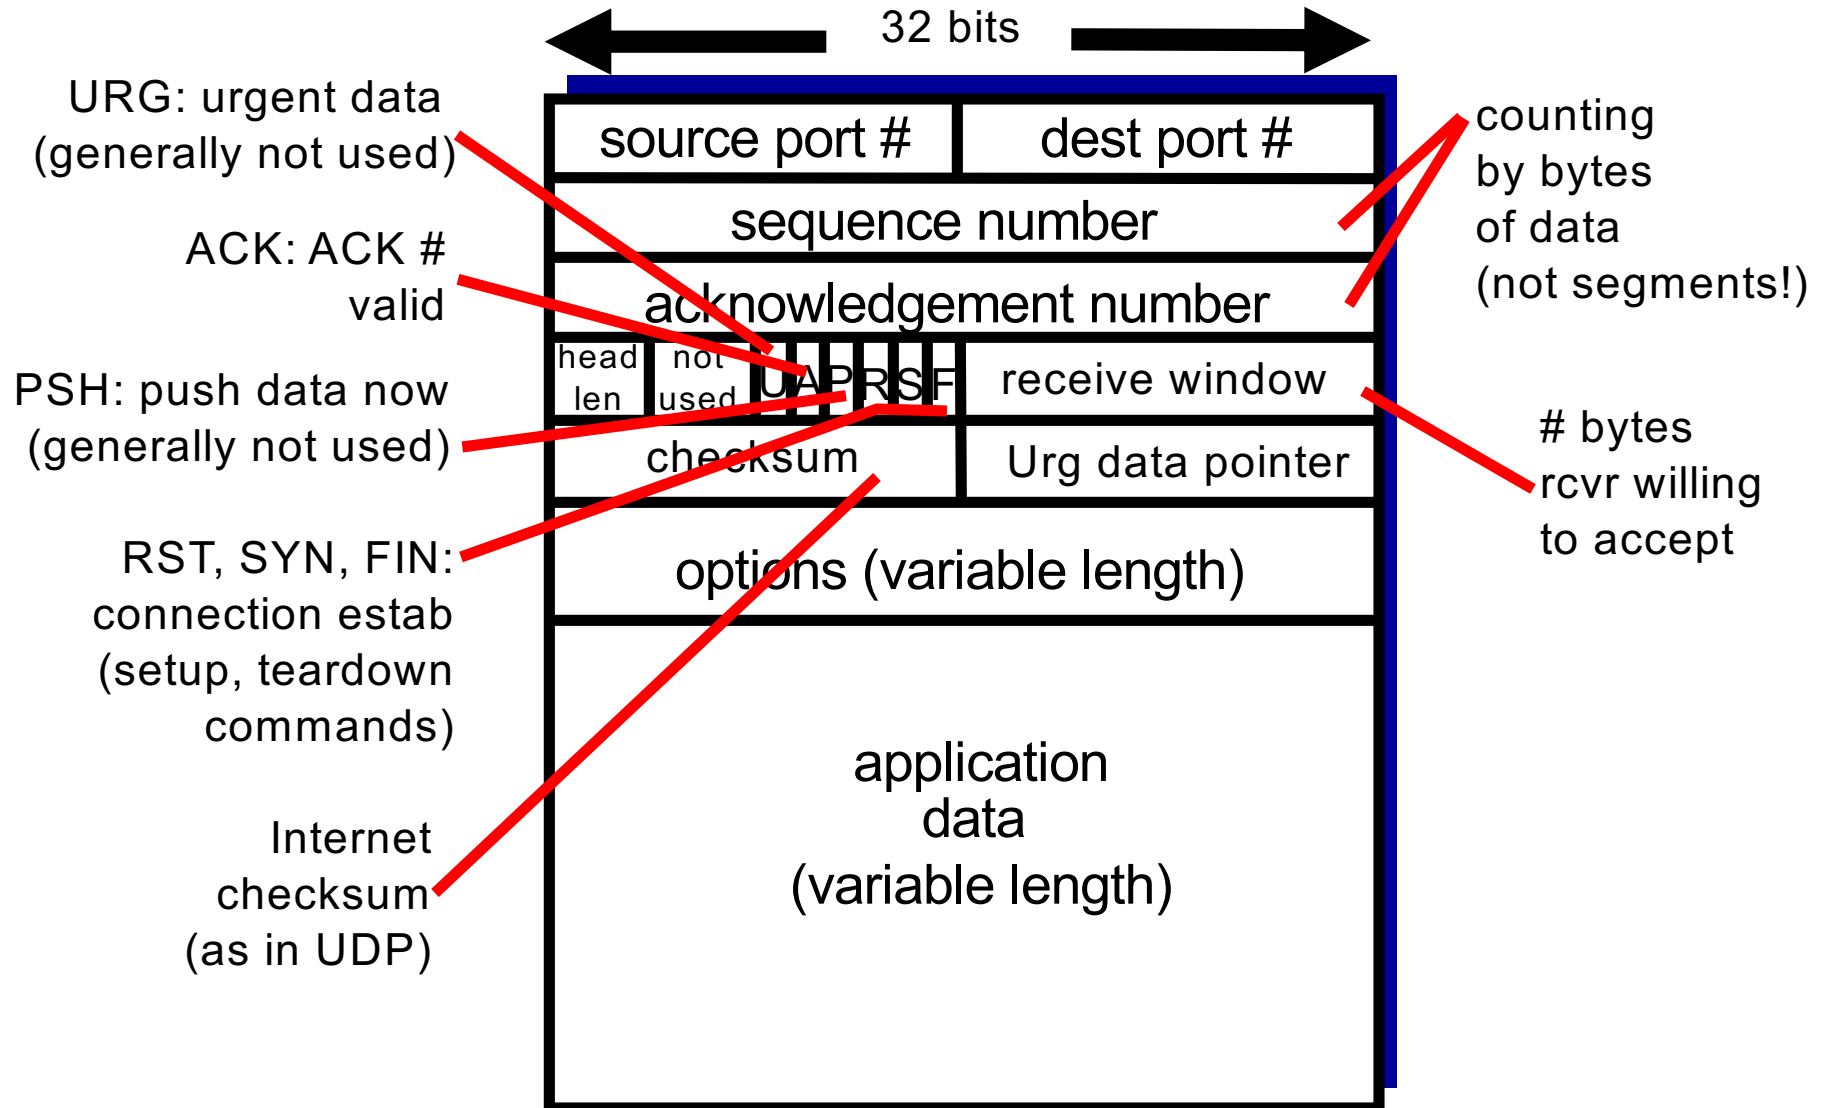 32 bits
URG: urgent data
(generally not used)
ACK: ACK #
valid
PSH: push data now
(generally not used)
RST, SYN, FIN:
connection estab
(setup, teardown
commands)
Internet
checksum
(as in UDP)
source port #
dest port #
sequence number
acknowledgement number
head
len
not
used
U
A
P
R
S
F
receive window
checksum
Urg data pointer
options (variable length)
application
data
(variable length)
counting
by bytes
of data
(not segments!)
# bytes
rcvr willing
to accept